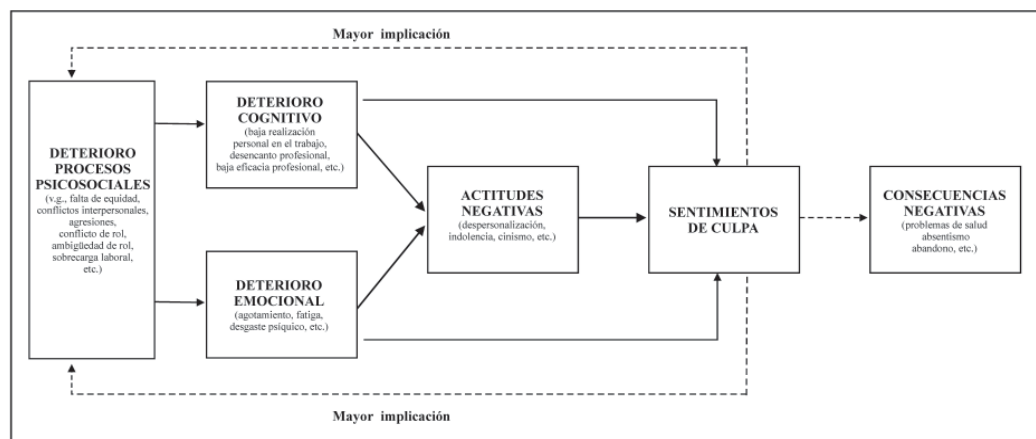 Mayor implicación
DETERIORO
PROCESOS
PSICOSOCIALES
(v.g., falta de equidad,
conflictos interpersonales,
agresiones,
conflicto de rol,
ambigüedad de rol,
sobrecarga laboral,
etc.)
DETERIORO
COGNITIVO
(baja realización
personal en el trabajo,
desencanto profesional,
baja eficacia profesional, etc.)
DETERIORO
EMOCIONAL
(agotamiento, fatiga,
desgaste psíquico, etc.)
ACTITUDES
NEGATIVAS
(despersonalización,
indolencia, cinismo, etc.)
SENTIMIENTOS
DE CULPA
CONSECUENCIAS
NEGATIVAS
(problemas de salud
absentismo
abandono, etc.)
Mayor implicación